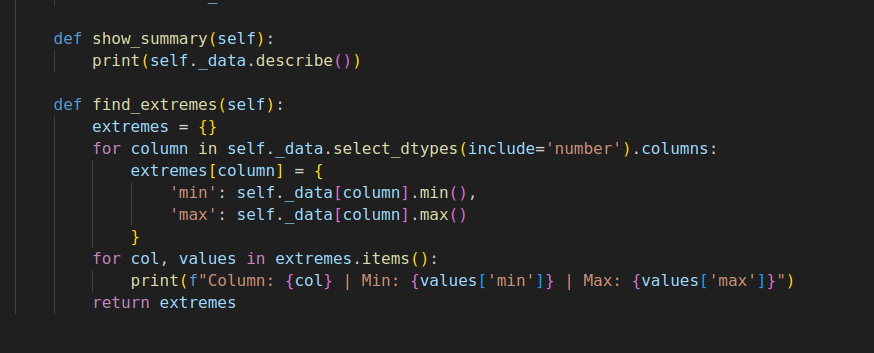 def show_summary(self):
print(self._data.describe())
def find_extremes(self):
extremes = {}
for column in self._data.select_dtypes(include='number').columns:
extremes[column] = {
'min': self._data[column].min(),
'max': self._data[column].max()
}
for col, values in extremes.items():
print(f"Column: {col} | Min: {values['min']} | Max: {values['max']}")
return extremes